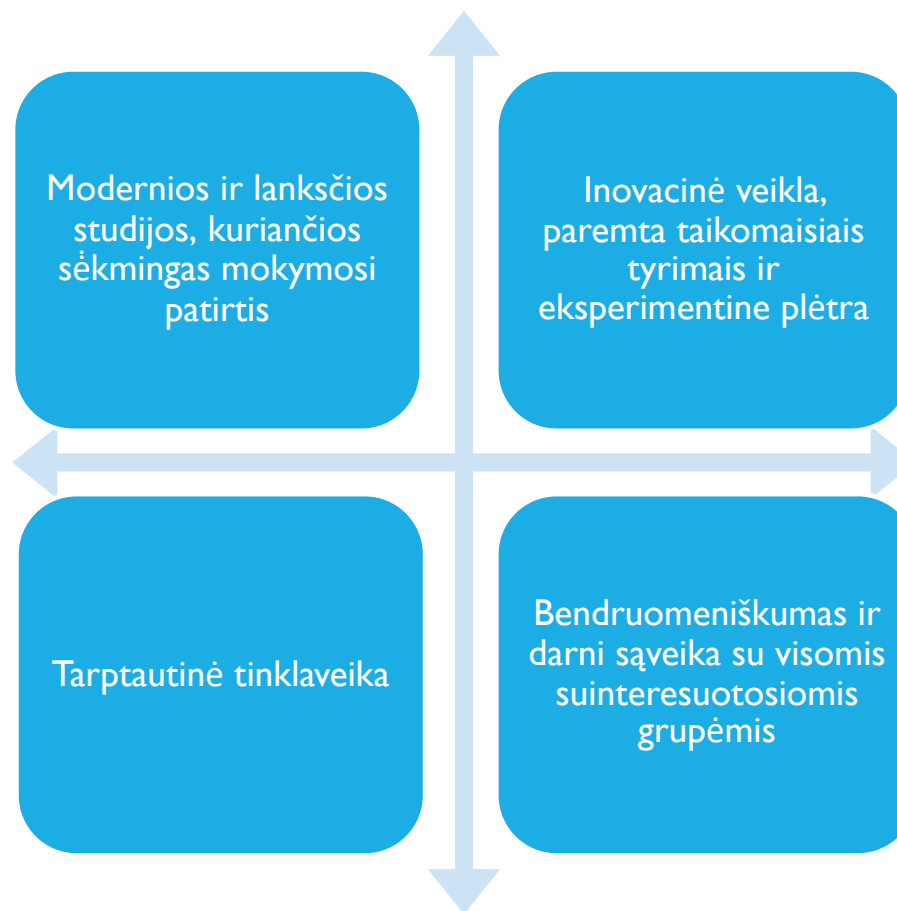 Modernios ir lanksčios
studijos, kuriančios
sėkmingas mokymosi
patirtis
Inovacinė veikla,
paremta taikomaisiais
tyrimais ir
eksperimentine plėtra
Tarptautinė tinklaveika
Bendruomeniškumas ir
darni sąveika su visomis
suinteresuotosiomis
grupėmis